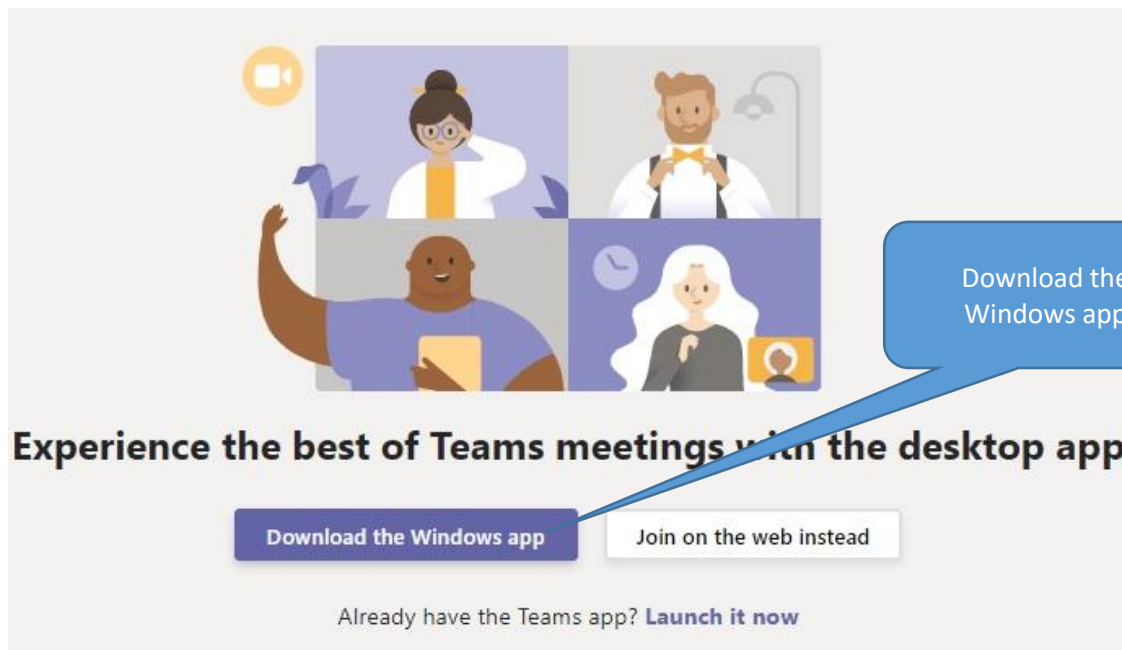 Download the
Windows app
Experience the best of Teams meetings with the desktop app
Download the Windows app
Join on the web instead
Already have the Teams app? Launch it now